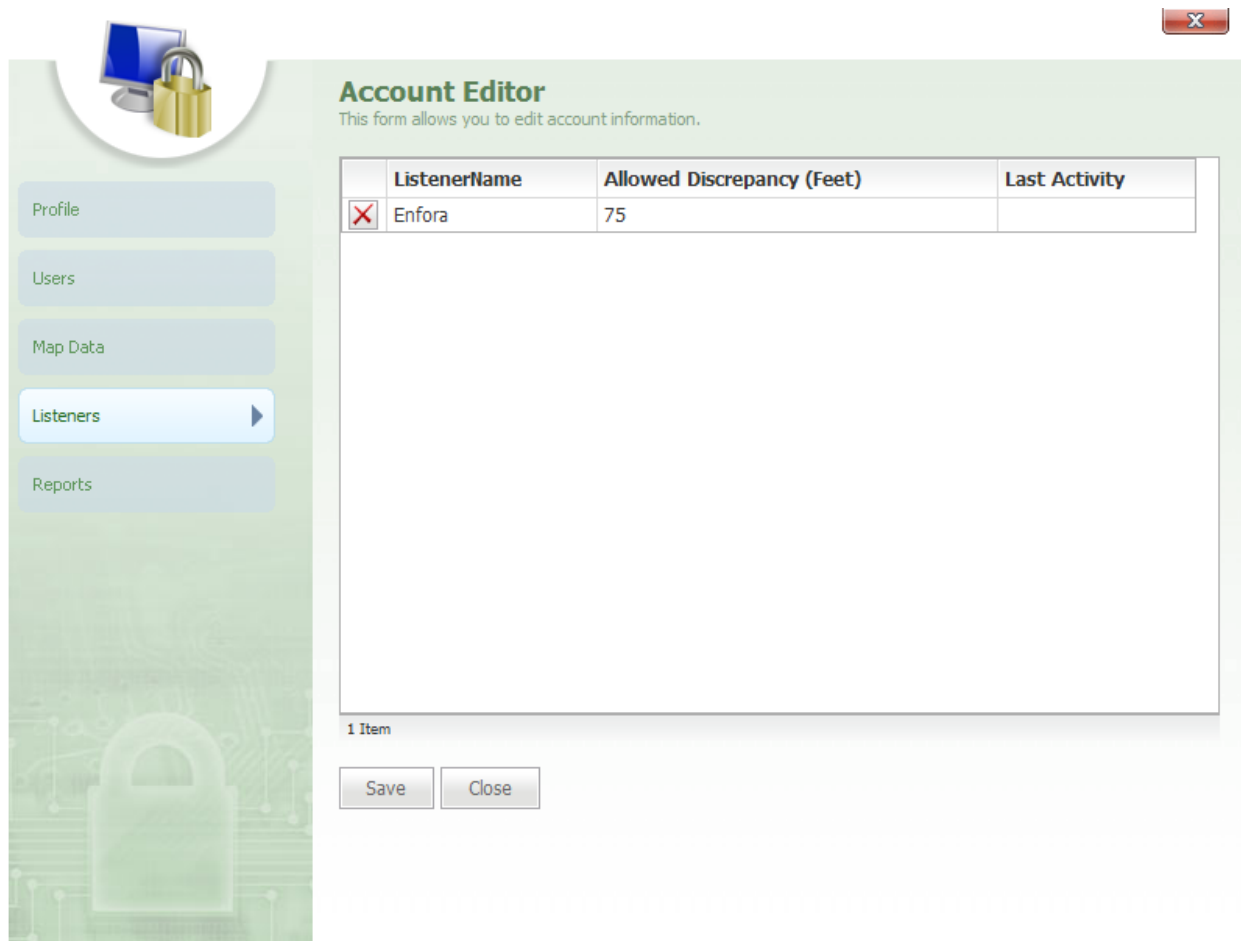 X
Account Editor
This form allows you to edit account information.
ListenerName Allowed Discrepancy (Feet) Last Activity
Enfora 75
Profile
Users
Map Data
Listeners
Reports
1 Item
Save Close